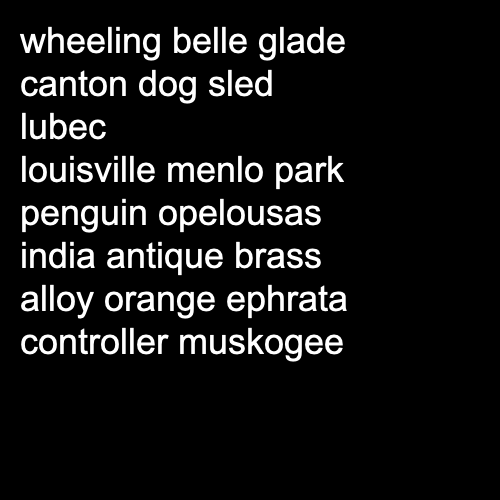 wheeling belle glade
canton dog sled
lubec
louisville menlo park
penguin opelousas
india antique brass
alloy orange ephrata
controller muskogee